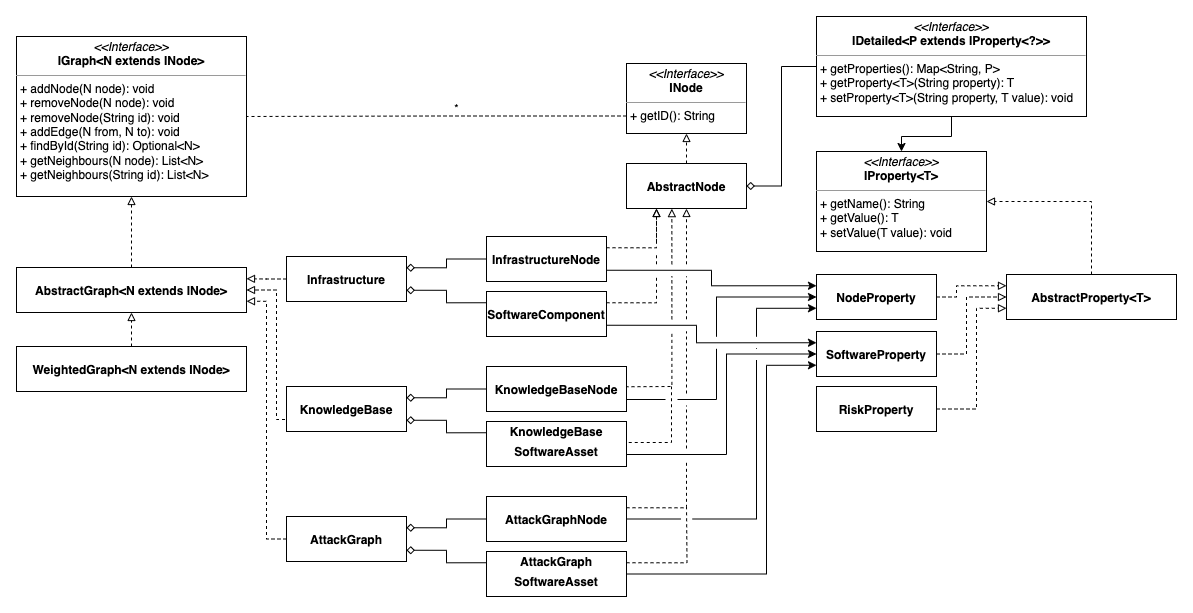 <<Interface>>
IGraph<N extends INode>
+ addNode(N node): void
+ removeNode(N node): void
+ removeNode(String id): void
+ addEdge(N from, N to): void
+ findById(String id): Optional<N>
+ getNeighbours(N node): List<N>
+ getNeighbours(String id): List<N>
*
<<Interface>>
INode
+ getID(): String
<<Interface>>
IDetailed<P extends IProperty<?>>
+ getProperties(): Map<String, P>
+ getProperty<T>(String property): T
+ setProperty<T>(String property, T value): void
AbstractNode
<<Interface>>
IProperty<T>
+ getName(): String
+ getValue(): T
+ setValue(T value): void
AbstractGraph<N extends INode>
WeightedGraph<N extends INode>
Infrastructure
InfrastructureNode
SoftwareComponent
NodeProperty
SoftwareProperty
RiskProperty
AbstractProperty<T>
KnowledgeBase
KnowledgeBaseNode
KnowledgeBase
SoftwareAsset
AttackGraph
AttackGraphNode
AttackGraph
SoftwareAsset